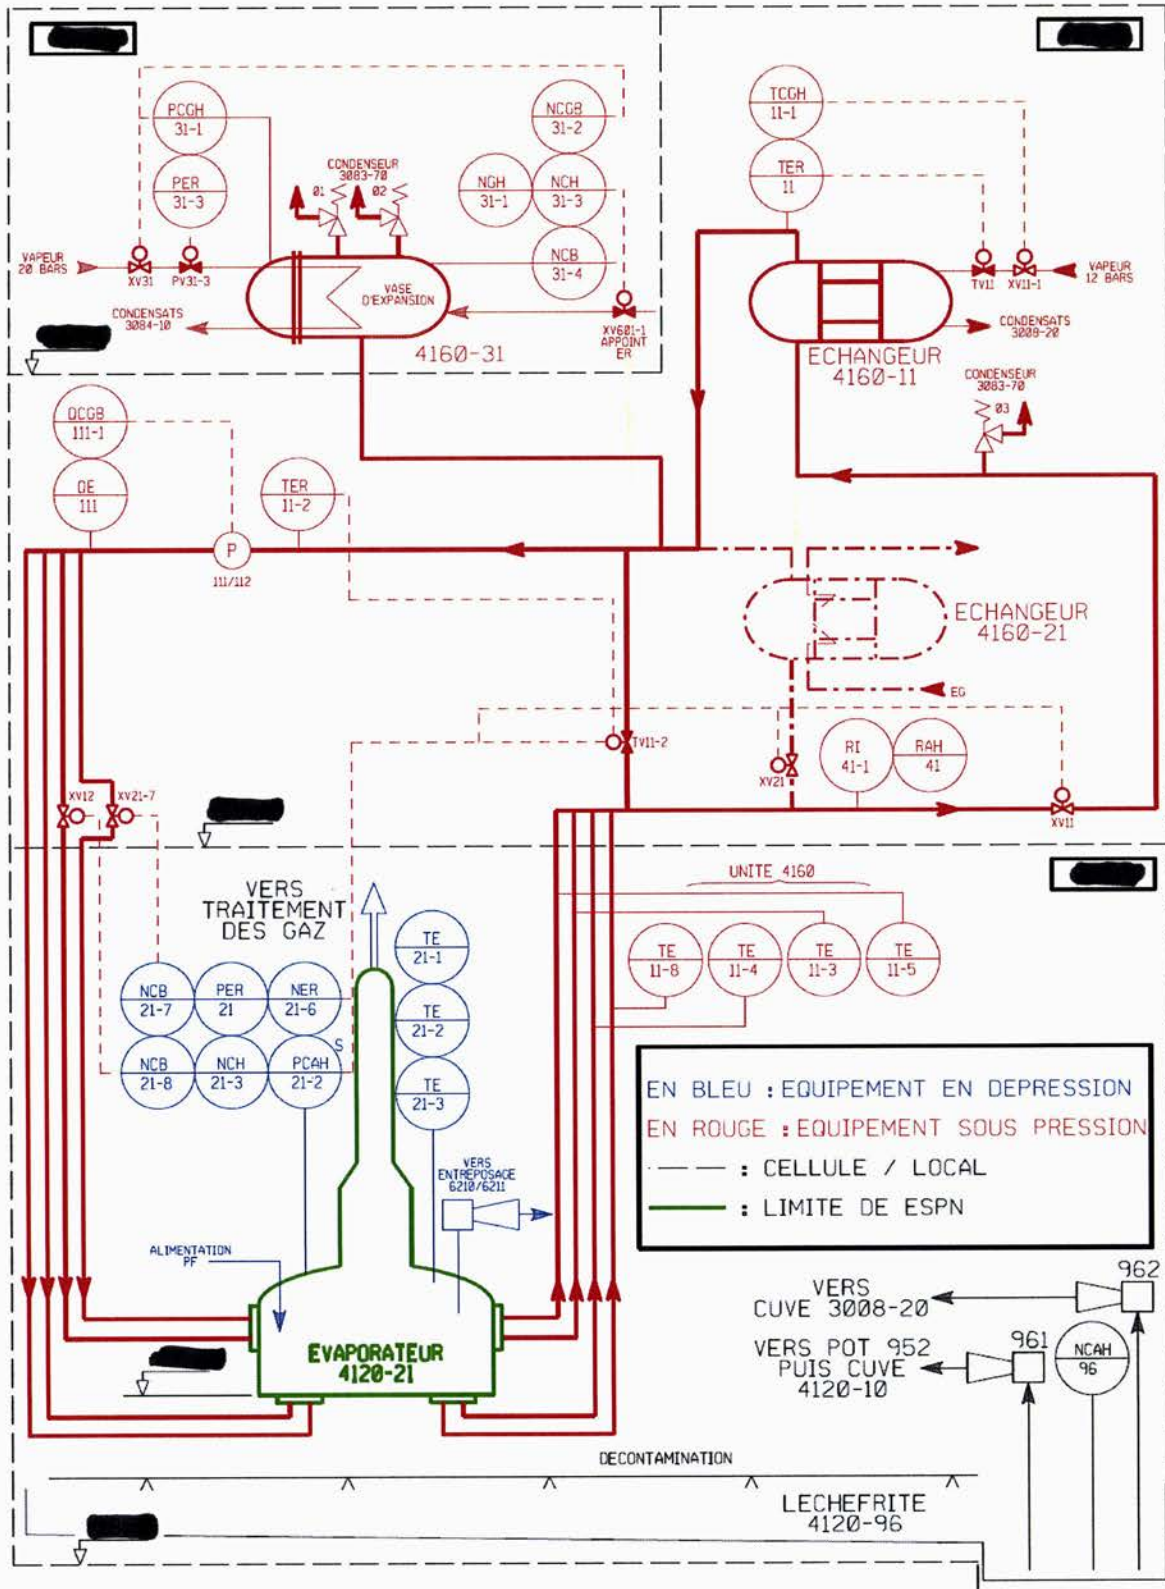 PCGH
31-1
PER
31-3
NCGB
31-2
NGH
31-1
NCH
31-3
NCB
31-4
CONDENSEUR
3083-70
01
02
VAPEUR
20 BARS
XV31
PV31-3
VASE
D'EXPANSION
CONDENSATS
3084-10
4160-31
XV601-1
APPOINT
ER
TCGH
11-1
TER
11
TV11
XV11-1
VAPEUR
12 BARS
CONDENSATS
3009-20
ECHANGEUR
4160-11
CONDENSEUR
3083-70
03
QCGB
111-1
QE
111
TER
11-2
P
111/112
ECHANGEUR
4160-21
EG
TV11-2
XV21
RI
41-1
RAH
41
XV11
XV12
XV21-7
VERS
TRAITEMENT
DES GAZ
UNITE 4160
TE
11-8
TE
11-4
TE
11-3
TE
11-5
TE
21-1
TE
21-2
TE
21-3
NCB
21-7
PER
21
NER
21-6
NCB
21-8
NCH
21-3
PCAH
21-2
S
EN BLEU : EQUIPEMENT EN DEPRESSION
EN ROUGE : EQUIPEMENT SOUS PRESSION
: CELLULE / LOCAL
: LIMITE DE ESPN
VERS
ENTREPOSAGE
6210/6211
ALIMENTATION
PF
EVAPORATEUR
4120-21
VERS
CUVE 3008-20
962
VERS POT 952
PUIS CUVE
4120-10
961
NCAH
96
DECONTAMINATION
LECHEFRITE
4120-96